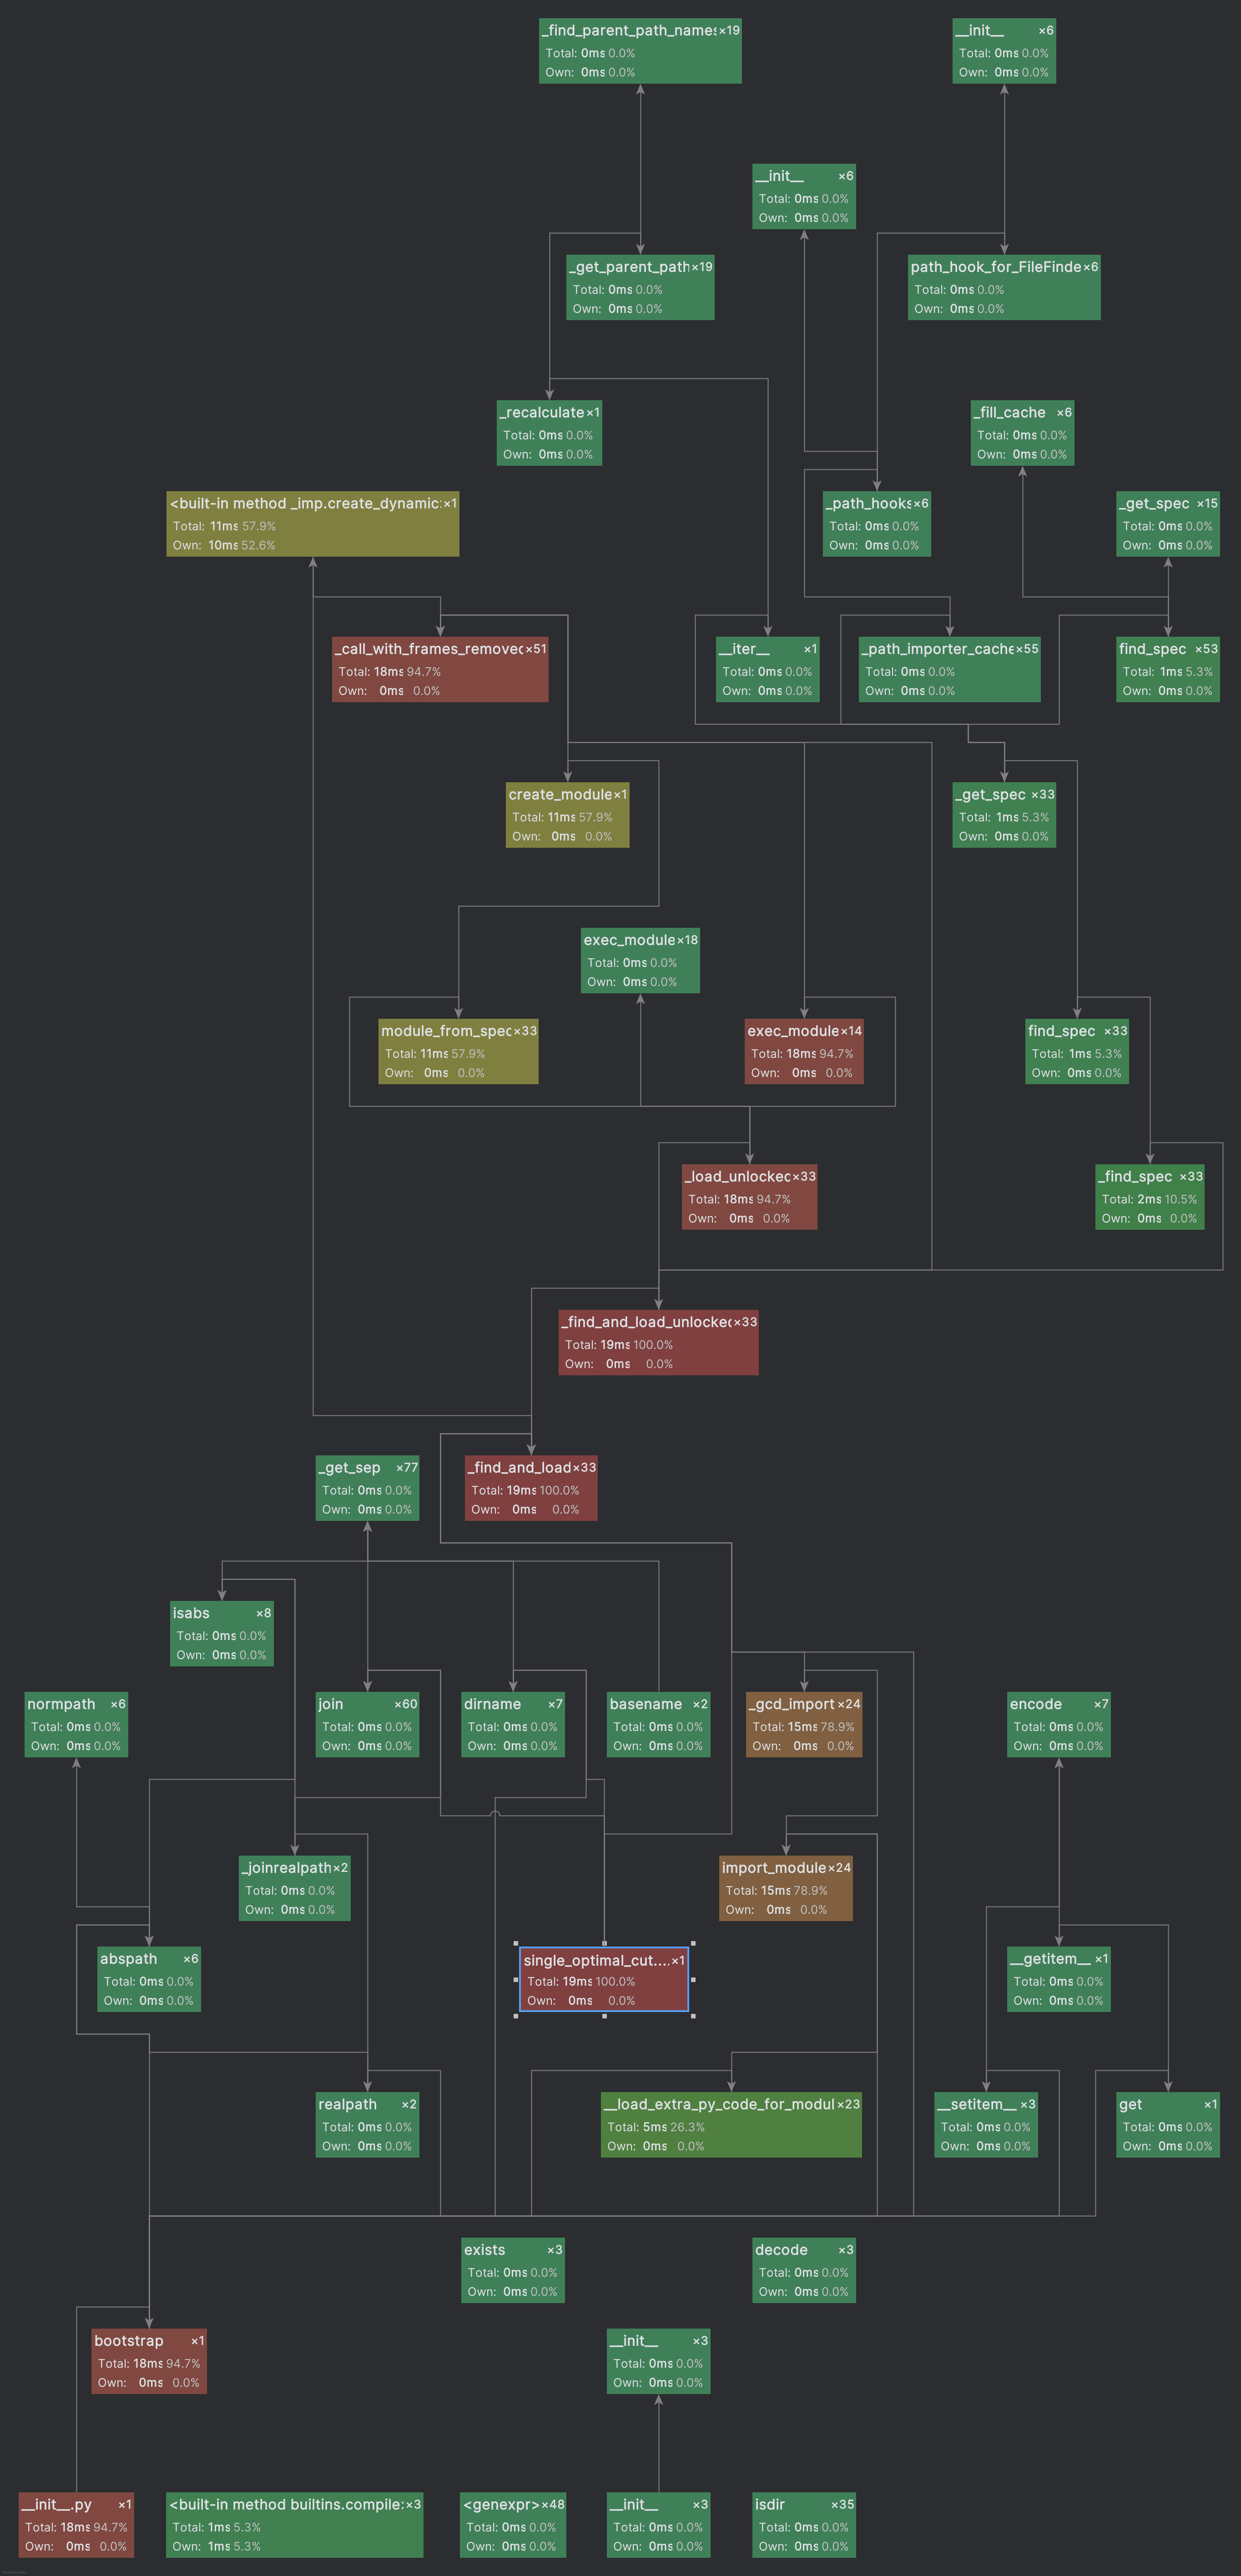 _find_parent_path_names ×19
Total: 0ms 0.0%
Own: 0ms 0.0%
__init__ ×6
Total: 0ms 0.0%
Own: 0ms 0.0%
__init__ ×6
Total: 0ms 0.0%
Own: 0ms 0.0%
_get_parent_path ×19
Total: 0ms 0.0%
Own: 0ms 0.0%
path_hook_for_FileFinde ×6
Total: 0ms 0.0%
Own: 0ms 0.0%
_recalculate ×1
Total: 0ms 0.0%
Own: 0ms 0.0%
_fill_cache ×6
Total: 0ms 0.0%
Own: 0ms 0.0%
<built-in method _imp.create_dynamic: ×1
Total: 11ms 57.9%
Own: 10ms 52.6%
_path_hooks ×6
Total: 0ms 0.0%
Own: 0ms 0.0%
_get_spec ×15
Total: 0ms 0.0%
Own: 0ms 0.0%
_call_with_frames_removec ×51
Total: 18ms 94.7%
Own: 0ms 0.0%
__iter__ ×1
Total: 0ms 0.0%
Own: 0ms 0.0%
_path_importer_cache ×55
Total: 0ms 0.0%
Own: 0ms 0.0%
find_spec ×53
Total: 1ms 5.3%
Own: 0ms 0.0%
create_module ×1
Total: 11ms 57.9%
Own: 0ms 0.0%
_get_spec ×33
Total: 1ms 5.3%
Own: 0ms 0.0%
exec_module ×18
Total: 0ms 0.0%
Own: 0ms 0.0%
module_from_spec ×33
Total: 11ms 57.9%
Own: 0ms 0.0%
exec_module ×14
Total: 18ms 94.7%
Own: 0ms 0.0%
find_spec ×33
Total: 1ms 5.3%
Own: 0ms 0.0%
_load_unlockec ×33
Total: 18ms 94.7%
Own: 0ms 0.0%
_find_spec ×33
Total: 2ms 10.5%
Own: 0ms 0.0%
_find_and_load_unlockec ×33
Total: 19ms 100.0%
Own: 0ms 0.0%
_get_sep ×77
Total: 0ms 0.0%
Own: 0ms 0.0%
_find_and_load ×33
Total: 19ms 100.0%
Own: 0ms 0.0%
isabs ×8
Total: 0ms 0.0%
Own: 0ms 0.0%
normpath ×6
Total: 0ms 0.0%
Own: 0ms 0.0%
join ×60
Total: 0ms 0.0%
Own: 0ms 0.0%
dirname ×7
Total: 0ms 0.0%
Own: 0ms 0.0%
basename ×2
Total: 0ms 0.0%
Own: 0ms 0.0%
_gcd_import ×24
Total: 15ms 78.9%
Own: 0ms 0.0%
encode ×7
Total: 0ms 0.0%
Own: 0ms 0.0%
_joinrealpath ×2
Total: 0ms 0.0%
Own: 0ms 0.0%
import_module ×24
Total: 15ms 78.9%
Own: 0ms 0.0%
abspath ×6
Total: 0ms 0.0%
Own: 0ms 0.0%
single_optimal_cut.... ×1
Total: 19ms 100.0%
Own: 0ms 0.0%
__getitem__ ×1
Total: 0ms 0.0%
Own: 0ms 0.0%
realpath ×2
Total: 0ms 0.0%
Own: 0ms 0.0%
__load_extra_py_code_for_modul ×23
Total: 5ms 26.3%
Own: 0ms 0.0%
__setitem__ ×3
Total: 0ms 0.0%
Own: 0ms 0.0%
get ×1
Total: 0ms 0.0%
Own: 0ms 0.0%
exists ×3
Total: 0ms 0.0%
Own: 0ms 0.0%
decode ×3
Total: 0ms 0.0%
Own: 0ms 0.0%
bootstrap ×1
Total: 18ms 94.7%
Own: 0ms 0.0%
__init__ ×3
Total: 0ms 0.0%
Own: 0ms 0.0%
__init__.py ×1
Total: 18ms 94.7%
Own: 0ms 0.0%
<built-in method builtins.compile: ×3
Total: 1ms 5.3%
Own: 1ms 5.3%
<genexpr> ×48
Total: 0ms 0.0%
Own: 0ms 0.0%
__init__ ×3
Total: 0ms 0.0%
Own: 0ms 0.0%
isdir ×35
Total: 0ms 0.0%
Own: 0ms 0.0%